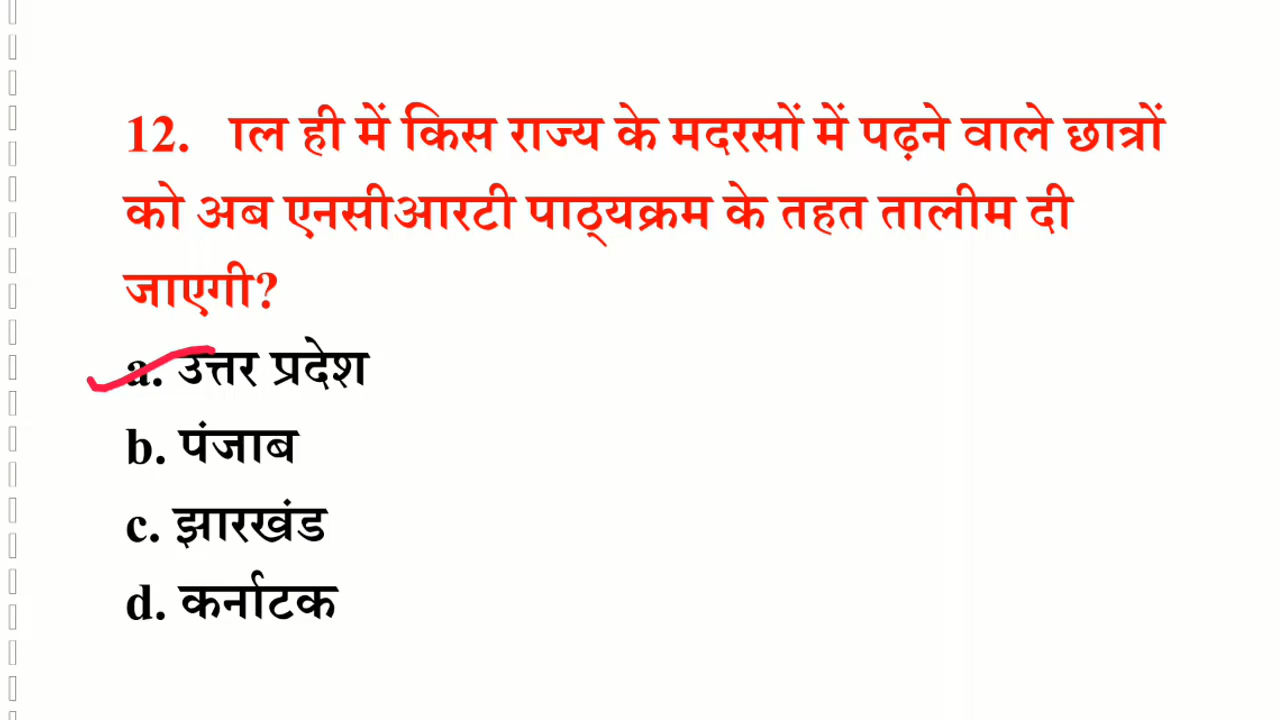 12. ाल ही में किस राज्य के मदरसों में पढ़ने वाले छात्रों
को अब एनसीआरटी पाठ्यक्रम के तहत तालीम दी
जाएगी?
a. उत्तर प्रदेश
b. पंजाब
c. झारखंड
d. कर्नाटक